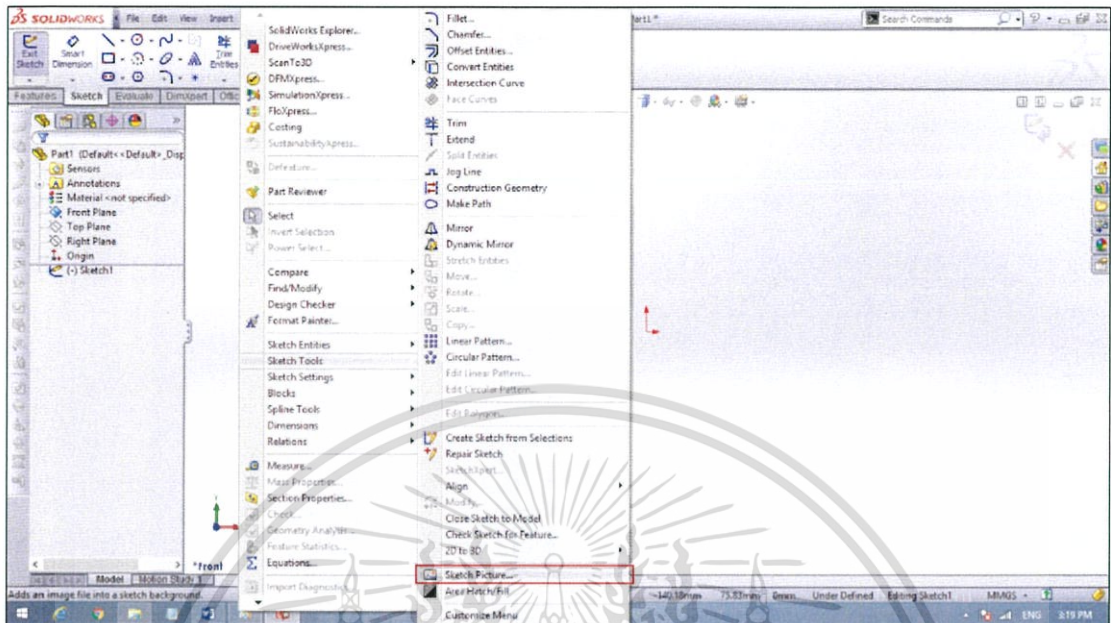 SOLIDWORKS File Edit View Insert
Part1 *
Search Commands
Exit Sketch
Smart Dimension
Trim Entities
Features Sketch Evaluate DimXpert Offic
Part1 (Default<<Default>_Disp
Sensors
Annotations
Material <not specified>
Front Plane
Top Plane
Right Plane
Origin
(-) Sketch1
SolidWorks Explorer...
DriveWorksXpress...
ScanTo3D
DFMXpress...
SimulationXpress...
FloXpress...
Costing
SustainabilityXpress...
Defeature...
Part Reviewer
Select
Invert Selection
Power Select...
Compare
Find/Modify
Design Checker
Format Painter...
Sketch Entities
Sketch Tools
Sketch Settings
Blocks
Spline Tools
Dimensions
Relations
Measure...
Mass Properties...
Section Properties...
Check...
Geometry Analysis...
Feature Statistics...
Equations...
Import Diagnostics...
Fillet...
Chamfer...
Offset Entities...
Convert Entities
Intersection Curve
Face Curves
Trim
Extend
Split Entities
Jog Line
Construction Geometry
Make Path
Mirror
Dynamic Mirror
Stretch Entities
Move...
Rotate...
Scale...
Copy...
Linear Pattern...
Circular Pattern...
Edit Linear Pattern...
Edit Circular Pattern...
Edit Polygon...
Create Sketch from Selections
Repair Sketch
SketchXpert...
Align
Modify...
Close Sketch to Model
Check Sketch for Feature...
2D to 3D
Sketch Picture...
Area Hatch/Fill...
Customize Menu
*Front
Model Motion Study 1
Adds an image file into a sketch background.
-140.18mm 75.83mm 0mm Under Defined Editing Sketch1 MMGS
ENG 3:19 PM